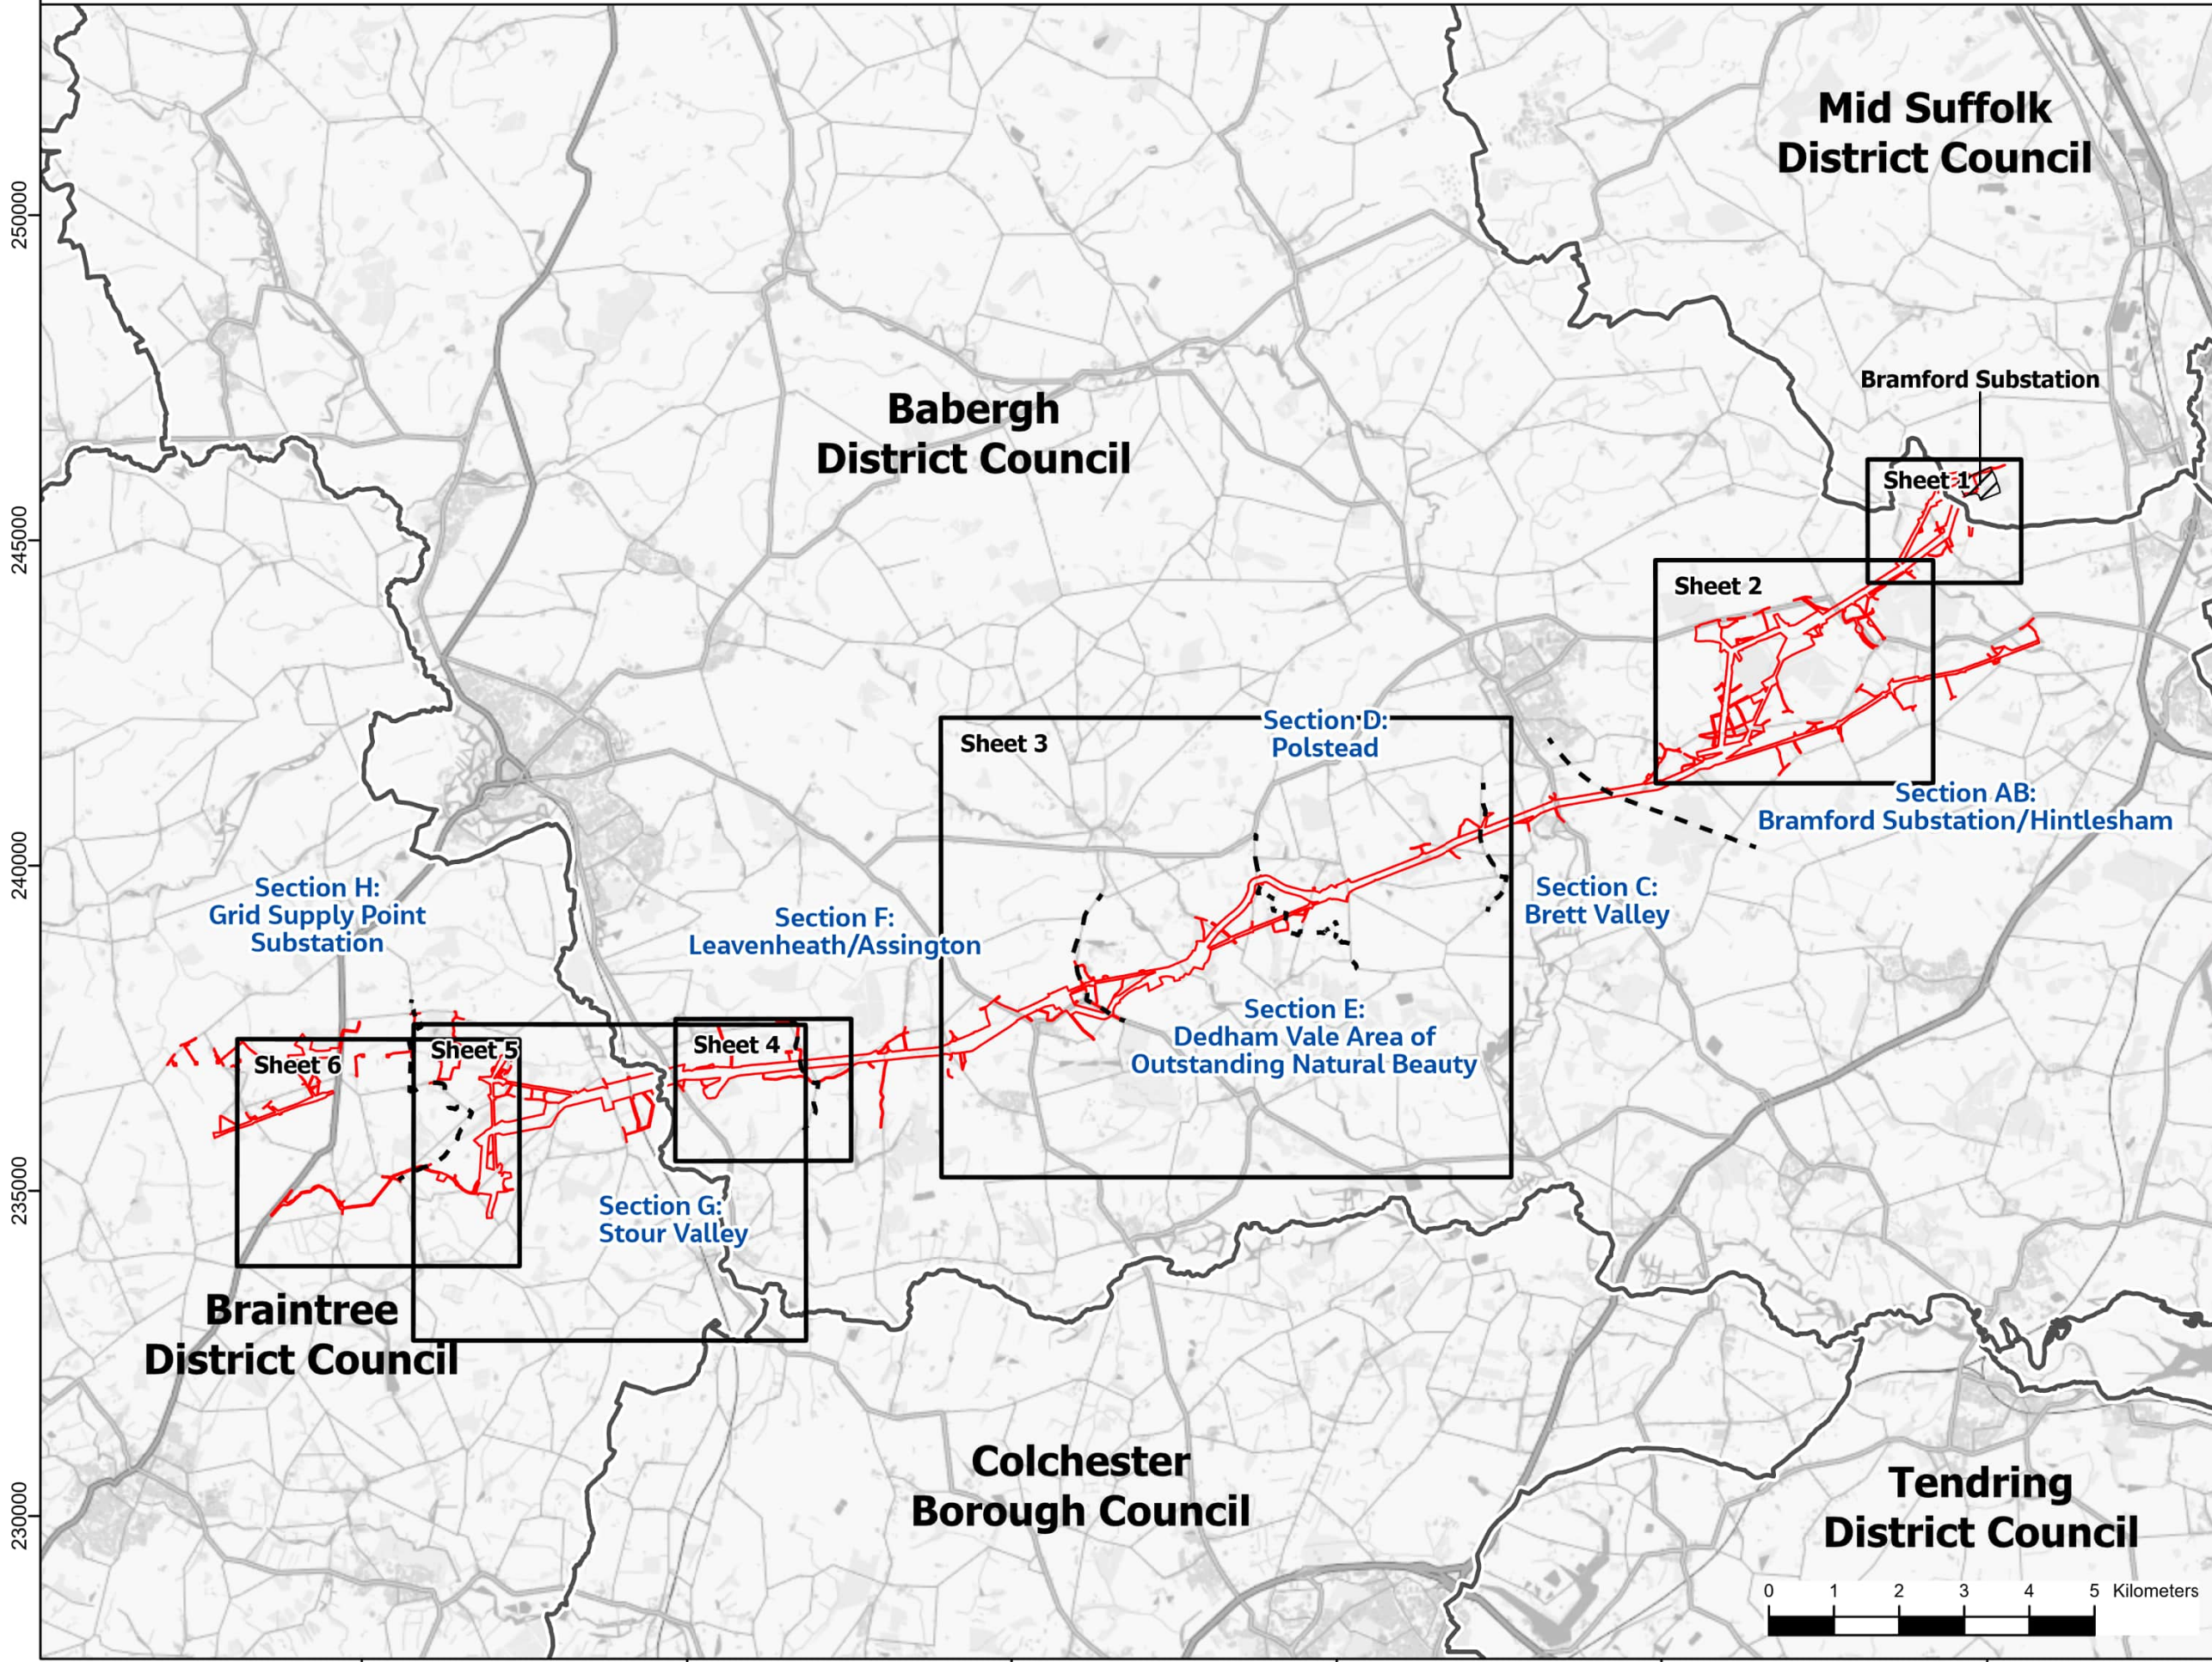 Mid Suffolk
District Council
250000
Bramford Substation
Babergh
District Council
Sheet 1
245000
Sheet 2
Section D:
Polstead
Sheet 3
Section AB:
Bramford Substation/Hintlesham
240000
Section H:
Grid Supply Point
Substation
Section F:
Leavenheath/Assington
Section C:
Brett Valley
Section E:
Dedham Vale Area of
Outstanding Natural Beauty
Sheet 6
Sheet 5
Sheet 4
235000
Section G:
Stour Valley
Braintree
District Council
Colchester
Borough Council
Tendring
District Council
230000
0 1 2 3 4 5 Kilometers